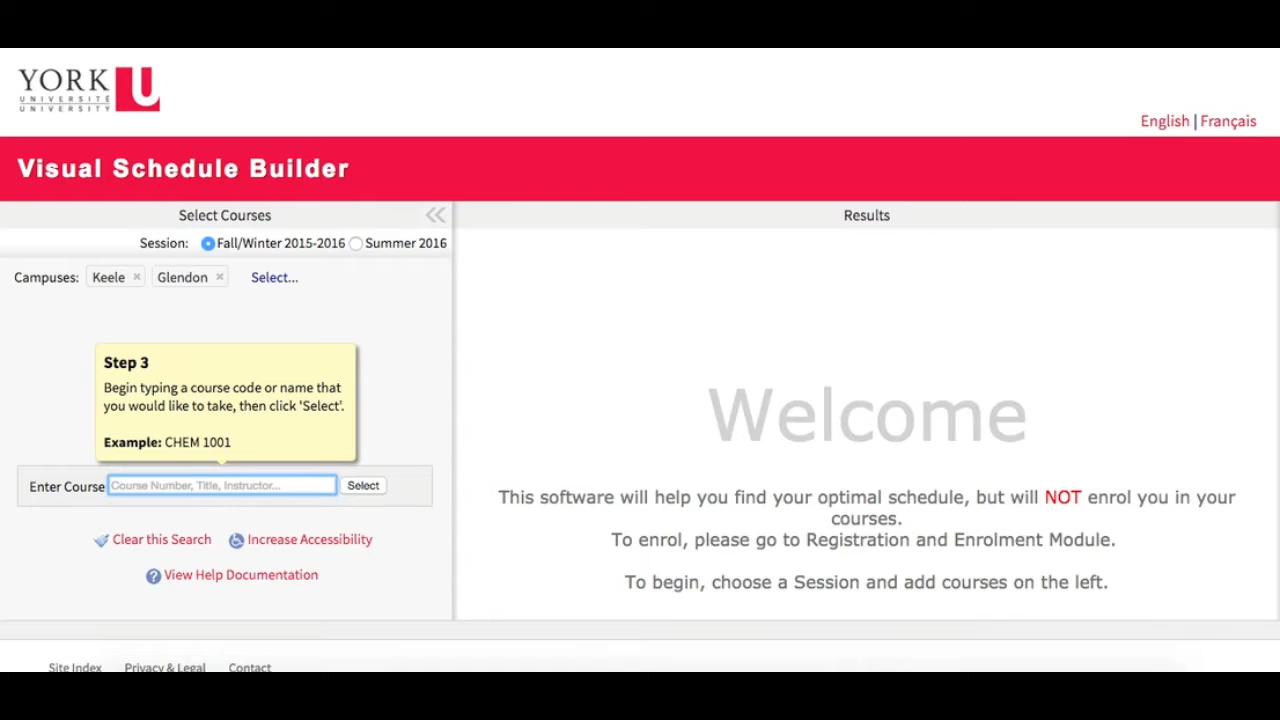 YORK U
UNIVERSITÉ
UNIVERSITY
English | Français
Visual Schedule Builder
Select Courses
Results
Session: Fall/Winter 2015-2016 Summer 2016
Campuses: Keele × Glendon × Select...
Step 3
Begin typing a course code or name that
you would like to take, then click 'Select'.
Example: CHEM 1001
Enter Course Course Number, Title, Instructor... Select
Clear this Search Increase Accessibility
View Help Documentation
Welcome
This software will help you find your optimal schedule, but will NOT enrol you in your
courses.
To enrol, please go to Registration and Enrolment Module.
To begin, choose a Session and add courses on the left.
Site Index Privacy & Legal Contact